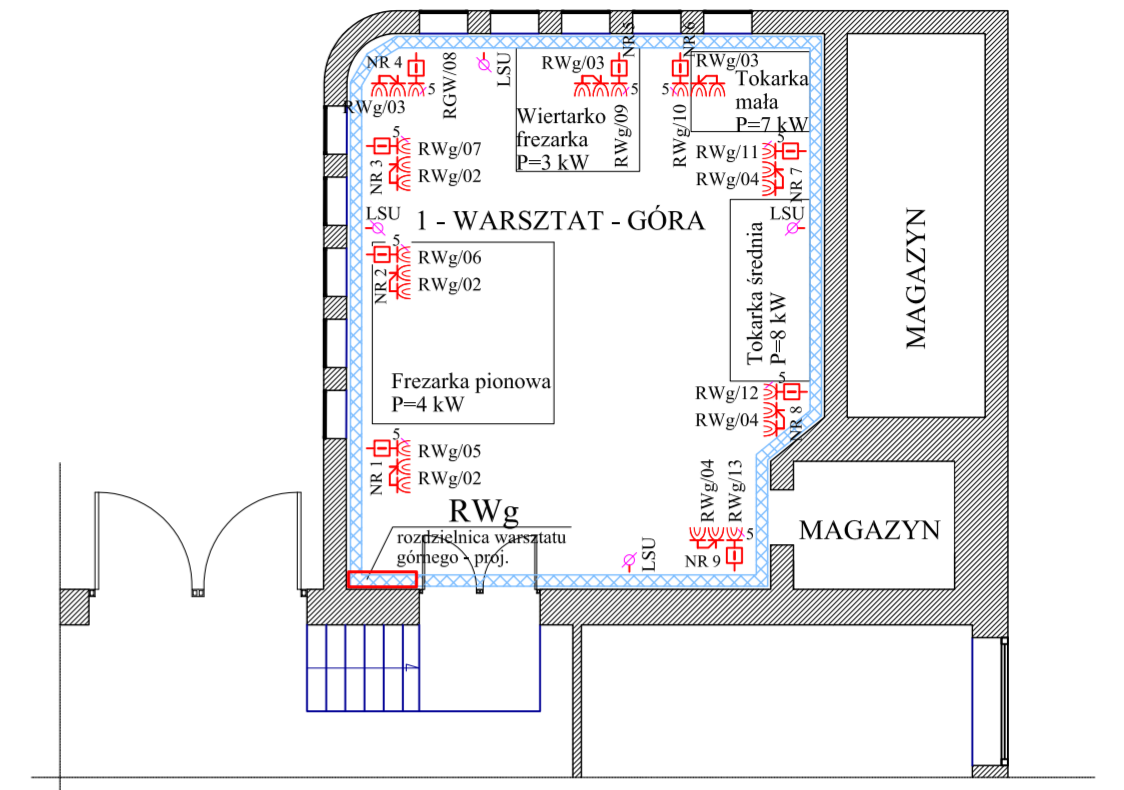 NR 4
RWg/03
5
RGW/08
LSU
RWg/03
NR 5
5
RWg/09
Wiertarko
frezarka
P=3 kW
NR 6
RWg/03
5
RWg/10
Tokarka
mała
P=7 kW
5
RWg/07
NR 3
RWg/02
5
RWg/11
RWg/04
NR 7
LSU
1 - WARSZTAT - GÓRA
LSU
5
RWg/06
NR 2
RWg/02
Tokarka średnia
P=8 kW
MAGAZYN
Frezarka pionowa
P=4 kW
5
RWg/12
RWg/04
NR 8
5
RWg/05
NR 1
RWg/02
RWg/04
RWg/13
5
NR 9
RWg
rozdzielnica warsztatu
górnego - proj.
LSU
MAGAZYN